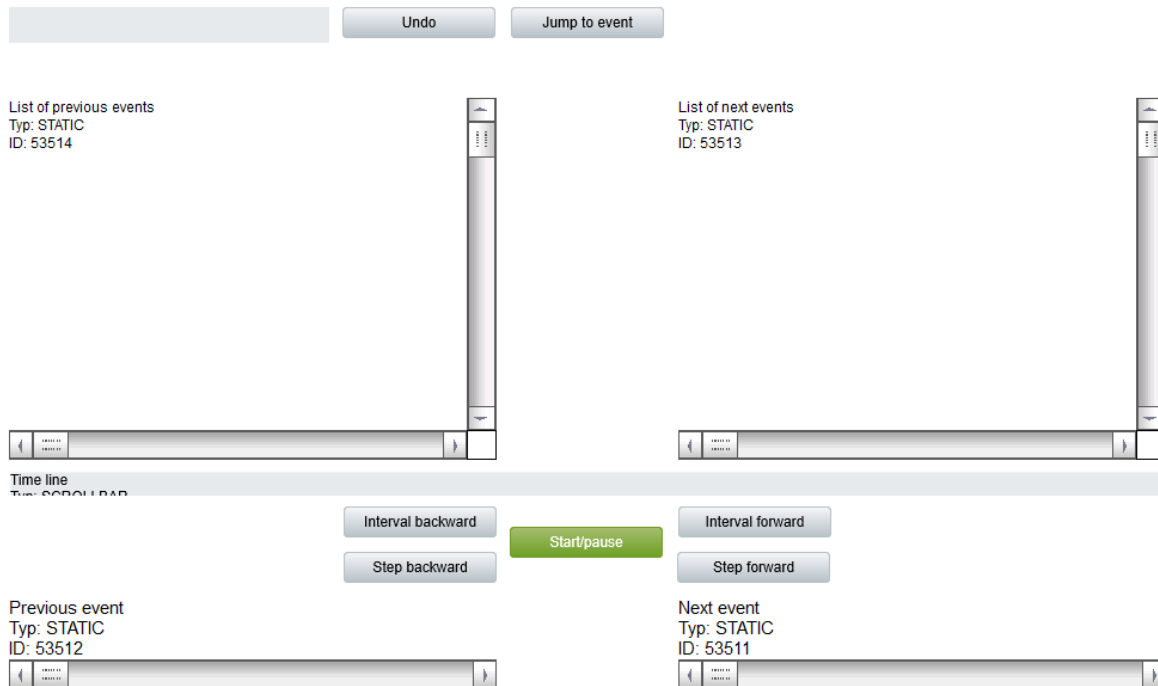 Undo
Jump to event
List of previous events
Typ: STATIC
ID: 53514
List of next events
Typ: STATIC
ID: 53513
Time line
Typ: SCROLLBAR
Interval backward
Interval forward
Start/pause
Step backward
Step forward
Previous event
Typ: STATIC
ID: 53512
Next event
Typ: STATIC
ID: 53511